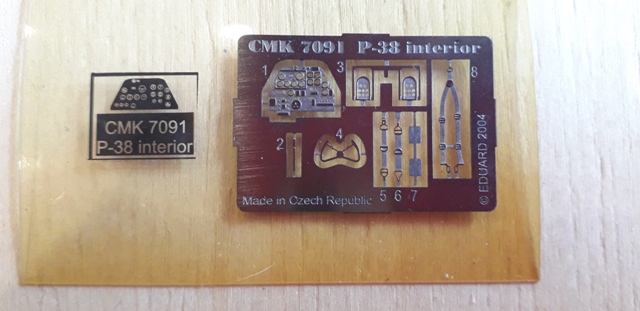 CMK 7091
P-38 interior
CMK 7091 P-38 interior
1
3
8
2
4
5 6 7
Made in Czech Republic
© EDUARD 2004